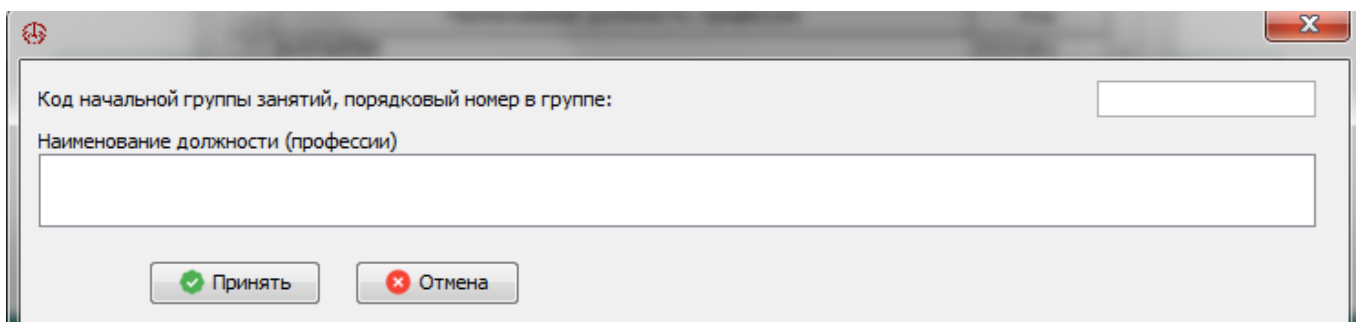 Код начальной группы занятий, порядковый номер в группе:
Наименование должности (профессии)
Принять
Отмена